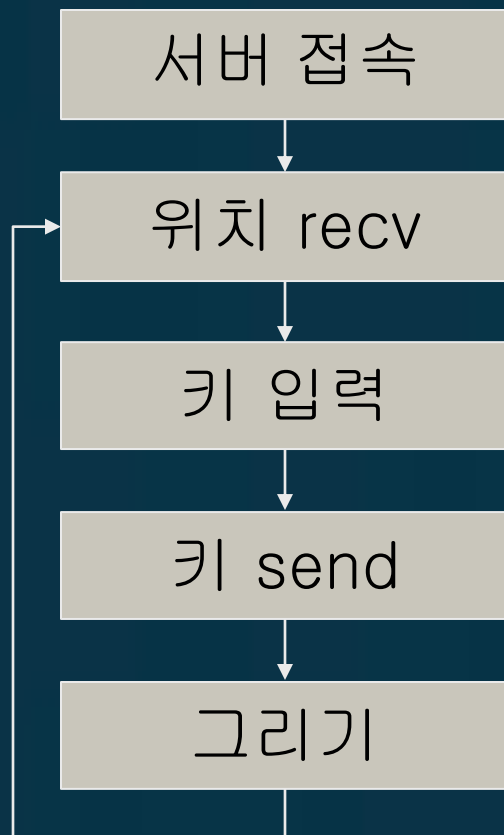 서버 접속
위치 recv
키 입력
키 send
그리기